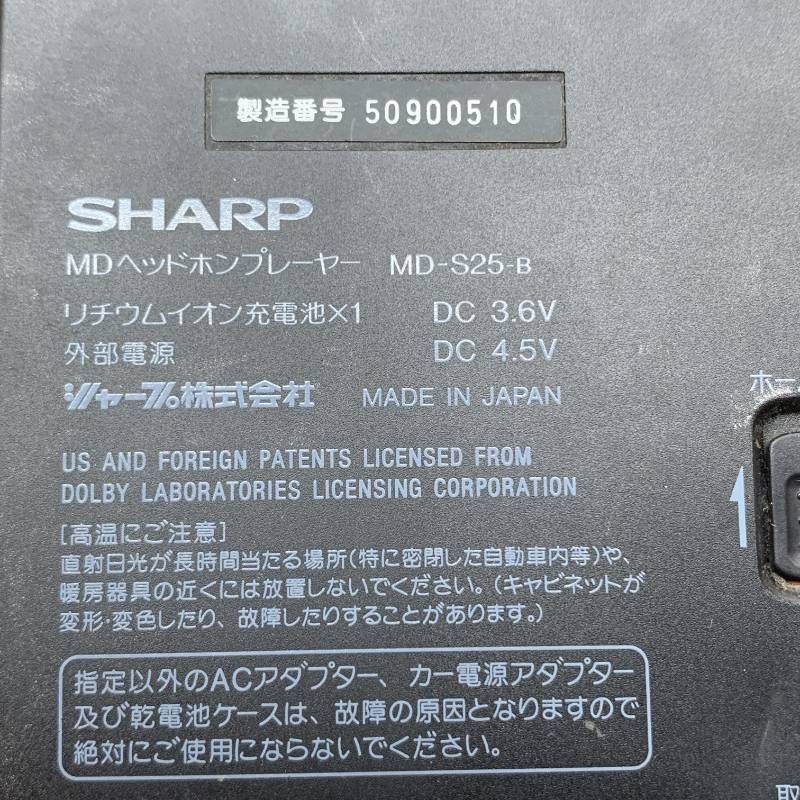 製造番号 50900510
SHARP
MDヘッドホンプレーヤー MD-S25-B
リチウムイオン充電池×1 DC 3.6V
外部電源 DC 4.5V
シャープ株式会社 MADE IN JAPAN
US AND FOREIGN PATENTS LICENSED FROM
DOLBY LABORATORIES LICENSING CORPORATION
[高温にご注意]
直射日光が長時間当たる場所(特に密閉した自動車内等)や、
暖房器具の近くには放置しないでください。(キャビネットが
変形・変色したり、故障したりすることがあります。)
指定以外のACアダプター、カー電源アダプター
及び乾電池ケースは、故障の原因となりますので
絶対にご使用にならないでください。
ホー
取